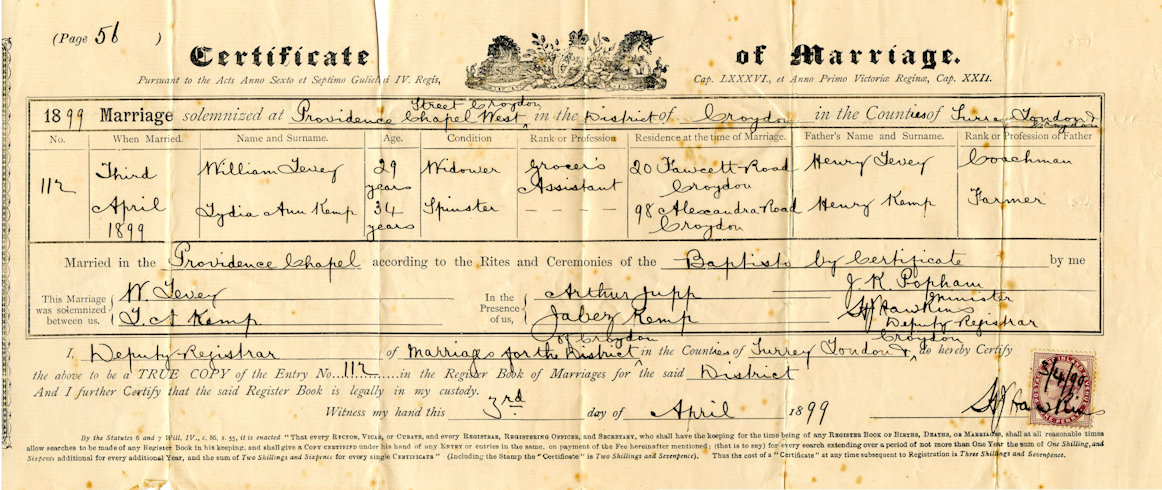 (Page 56 )
Certificate of Marriage.
Pursuant to the Acts Anno Sexto et Septimo Gulielmi IV. Regis, Cap. LXXXVI., et Anno Primo Victoriæ Reginæ, Cap. XXII.
Street Croydon
1899 Marriage solemnized at Providence Chapel West in the District of Croydon in the Counties of Surrey London &
Croydon
No. When Married. Name and Surname. Age. Condition Rank or Profession Residence at the time of Marriage. Father's Name and Surname. Rank or Profession of Father
112 Third William Tevey 29 Widower Grocer's 20 Fawcett Road Henry Tevey Coachman
years Assistant Croydon
April Lydia Ann Kemp 34 Spinster – – – – 98 Alexandra Road Henry Kemp Farmer
1899 years Croydon
Married in the Providence Chapel according to the Rites and Ceremonies of the Baptists by Certificate by me
This Marriage was solemnized between us,
W. Tevey
L. A. Kemp
In the Presence of us,
Arthur Jupp
Jabez Kemp
J K Popham
Minister
Hawkins
Deputy Registrar
of Croydon Croydon
I, Deputy Registrar of Marriages for the District in the Counties of Surrey London &, do hereby Certify
the above to be a TRUE COPY of the Entry No. 112 in the Register Book of Marriages for the said District
And I further Certify that the said Register Book is legally in my custody.
Witness my hand this 3rd day of April 1899 Hawkins
3/4/99
By the Statutes 6 and 7 Will, IV., c. 86, s. 35, it is enacted "That every RECTOR, VICAR, or CURATE, and every REGISTRAR, REGISTERING OFFICER, and SECRETARY, who shall have the keeping for the time being of any REGISTER BOOK OF BIRTHS, DEATHS, OR MARRIAGES, shall at all reasonable times
allow searches to be made of any Register Book in his keeping, and shall give a COPY CERTIFIED under his hand of any ENTRY or entries in the same, on payment of the Fee hereinafter mentioned; (that is to say) for every search extending over a period of not more than One Year the sum of One Shilling, and
Sixpence additional for every additional Year, and the sum of Two Shillings and Sixpence for every single CERTIFICATE" (Including the Stamp the "Certificate" is Two Shillings and Sevenpence). Thus the cost of a "Certificate" at any time subsequent to Registration is Three Shillings and Sevenpence.